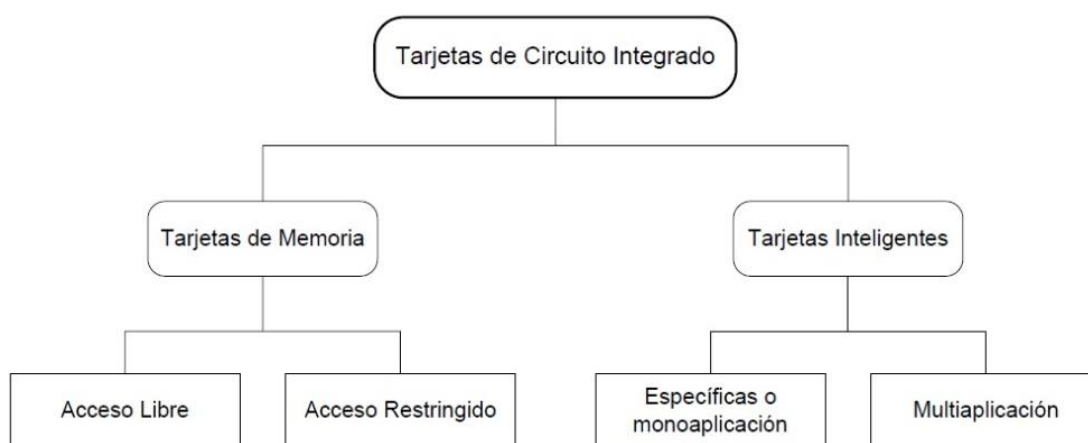 Tarjetas de Circuito Integrado
Tarjetas de Memoria
Tarjetas Inteligentes
Acceso Libre
Acceso Restringido
Específicas o
monoaplicación
Multiaplicación